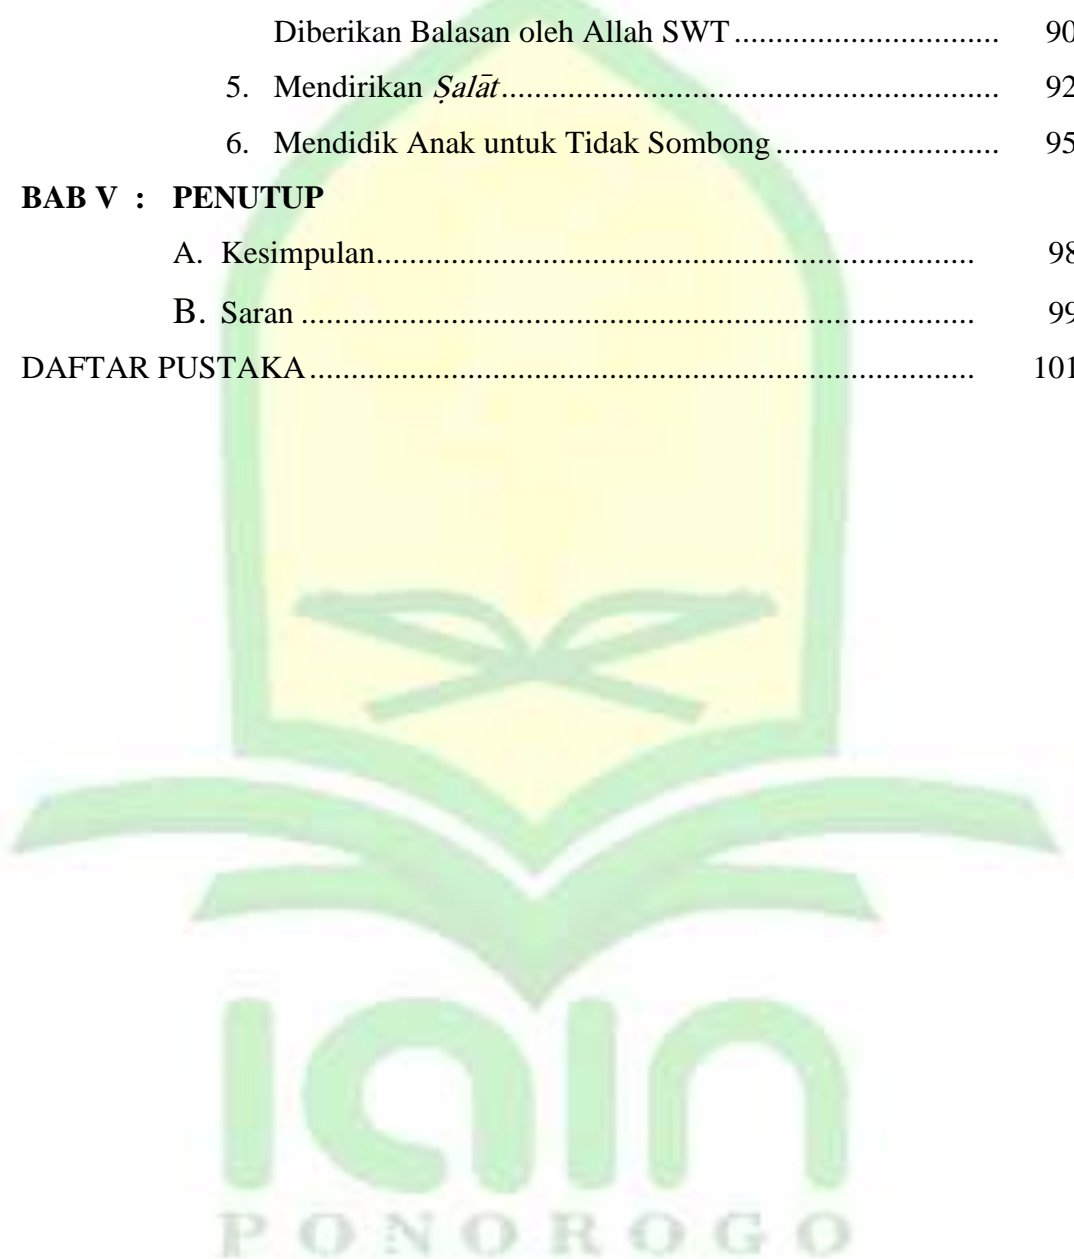 Diberikan Balasan oleh Allah SWT ................................ 90
5. Mendirikan Ṣalāt............................................................ 92
6. Mendidik Anak untuk Tidak Sombong ........................... 95
BAB V : PENUTUP
A. Kesimpulan........................................................................ 98
B. Saran ................................................................................. 99
DAFTAR PUSTAKA................................................................................ 101
iain
PONOROGO